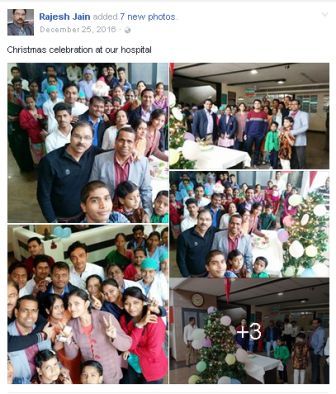 Rajesh Jain added 7 new photos.
December 25, 2016 ·
Christmas celebration at our hospital
+3